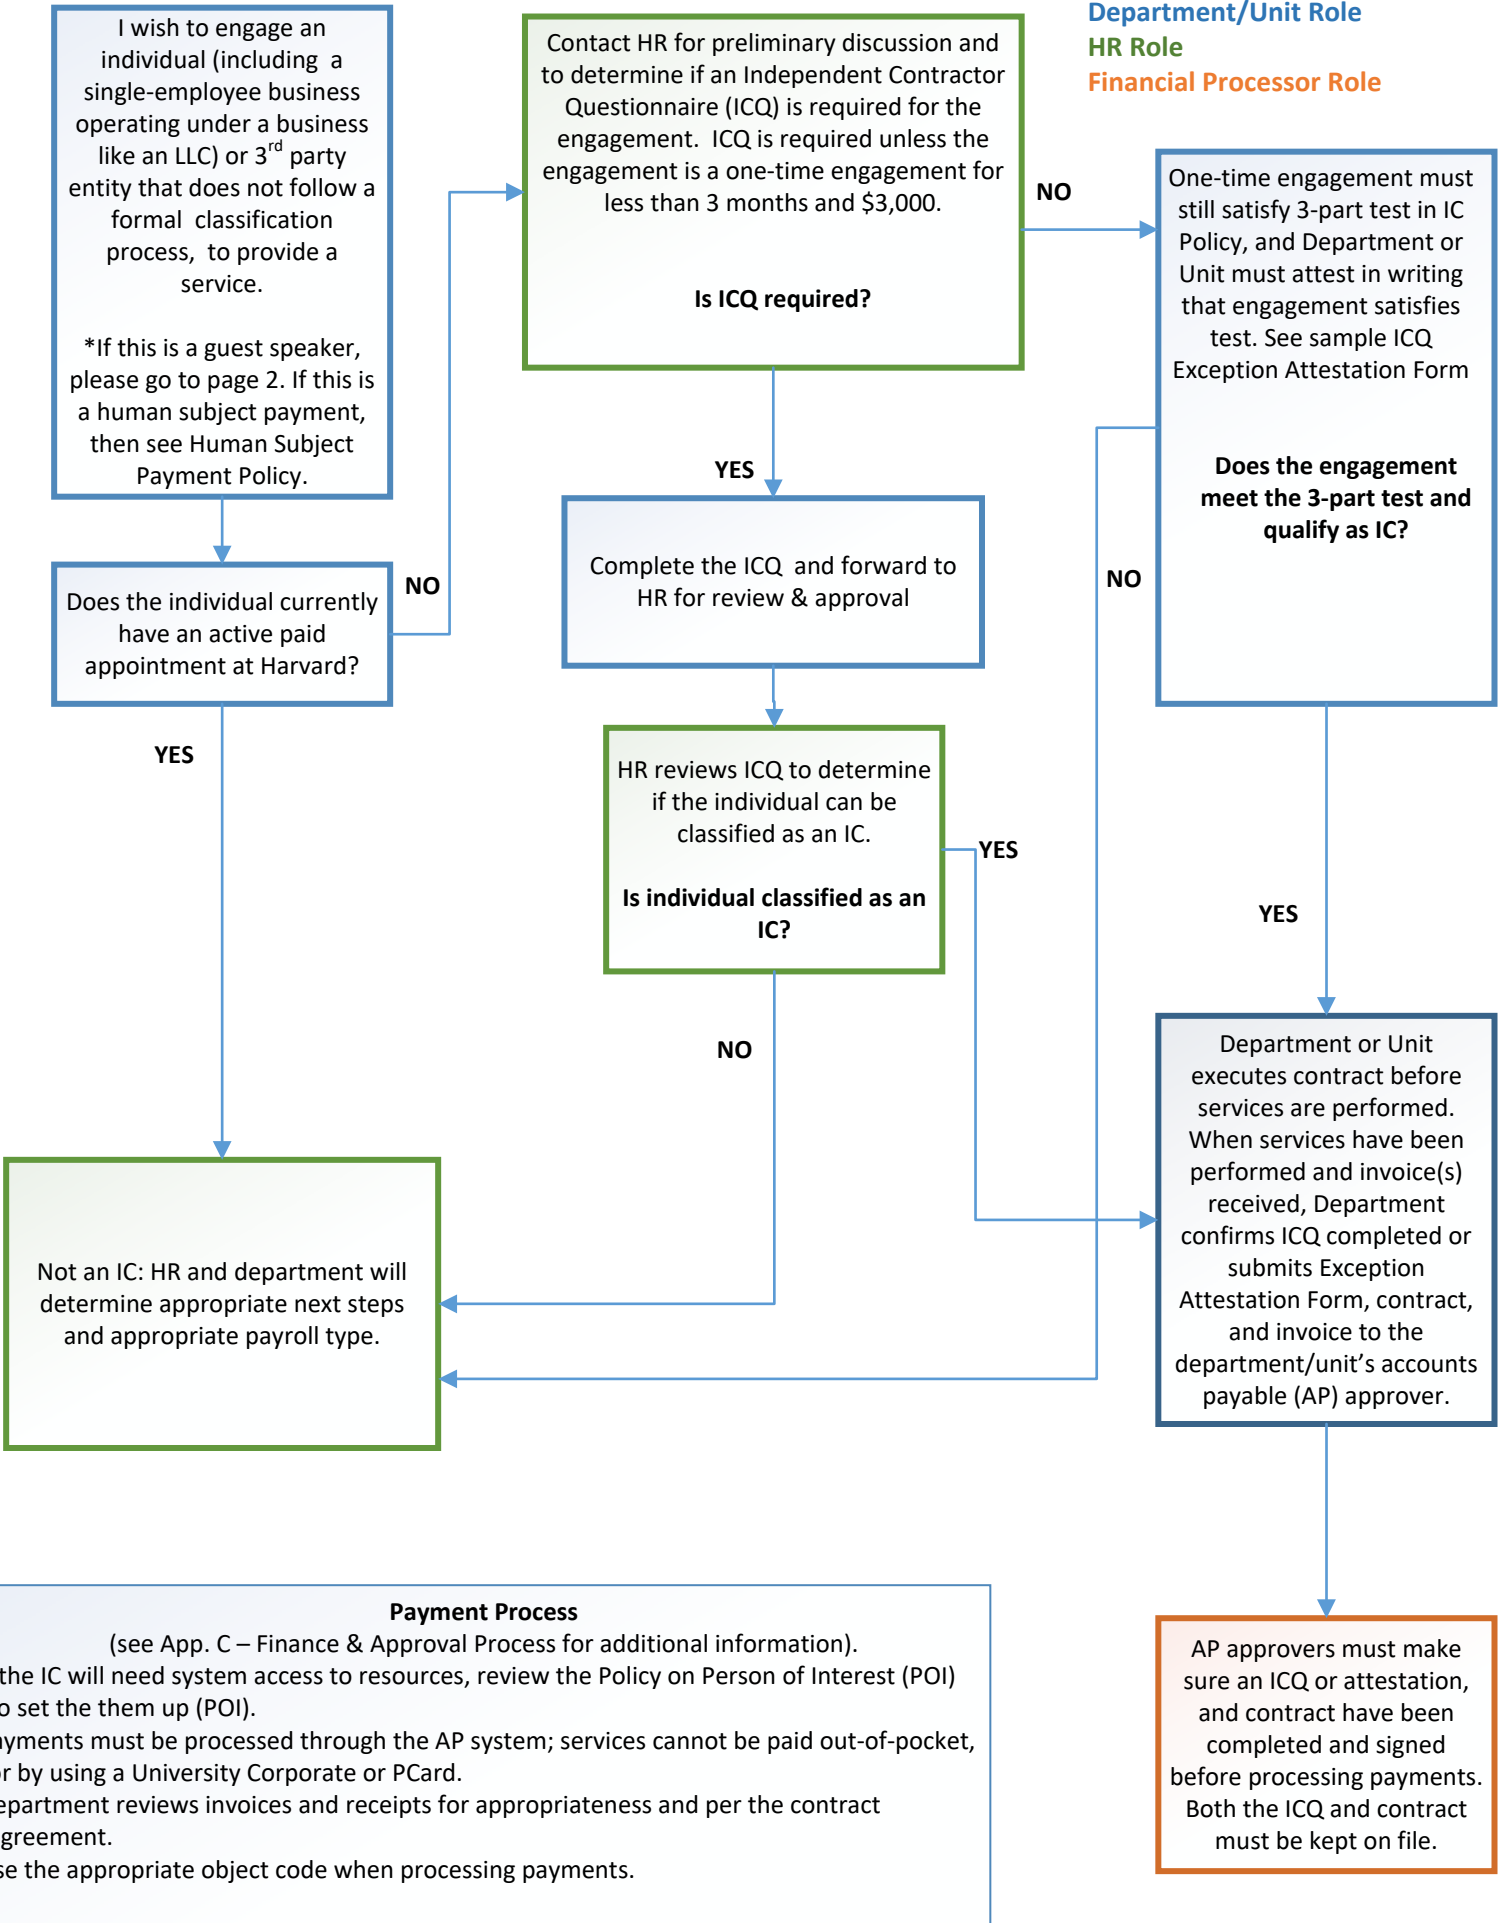 Department/Unit Role
HR Role
Financial Processor Role
I wish to engage an
individual (including a
single-employee business
operating under a business
like an LLC) or 3rd party
entity that does not follow a
formal classification
process, to provide a
service.
*If this is a guest speaker,
please go to page 2. If this is
a human subject payment,
then see Human Subject
Payment Policy.
Contact HR for preliminary discussion and
to determine if an Independent Contractor
Questionnaire (ICQ) is required for the
engagement. ICQ is required unless the
engagement is a one-time engagement for
less than 3 months and $3,000.
Is ICQ required?
NO
One-time engagement must
still satisfy 3-part test in IC
Policy, and Department or
Unit must attest in writing
that engagement satisfies
test. See sample ICQ
Exception Attestation Form
Does the engagement
meet the 3-part test and
qualify as IC?
YES
NO
NO
Does the individual currently
have an active paid
appointment at Harvard?
Complete the ICQ and forward to
HR for review & approval
YES
HR reviews ICQ to determine
if the individual can be
classified as an IC.
Is individual classified as an
IC?
YES
YES
NO
Department or Unit
executes contract before
services are performed.
When services have been
performed and invoice(s)
received, Department
confirms ICQ completed or
submits Exception
Attestation Form, contract,
and invoice to the
department/unit's accounts
payable (AP) approver.
Not an IC: HR and department will
determine appropriate next steps
and appropriate payroll type.
Payment Process
(see App. C – Finance & Approval Process for additional information).
the IC will need system access to resources, review the Policy on Person of Interest (POI)
o set the them up (POI).
ayments must be processed through the AP system; services cannot be paid out-of-pocket,
or by using a University Corporate or PCard.
epartment reviews invoices and receipts for appropriateness and per the contract
greement.
se the appropriate object code when processing payments.
AP approvers must make
sure an ICQ or attestation,
and contract have been
completed and signed
before processing payments.
Both the ICQ and contract
must be kept on file.